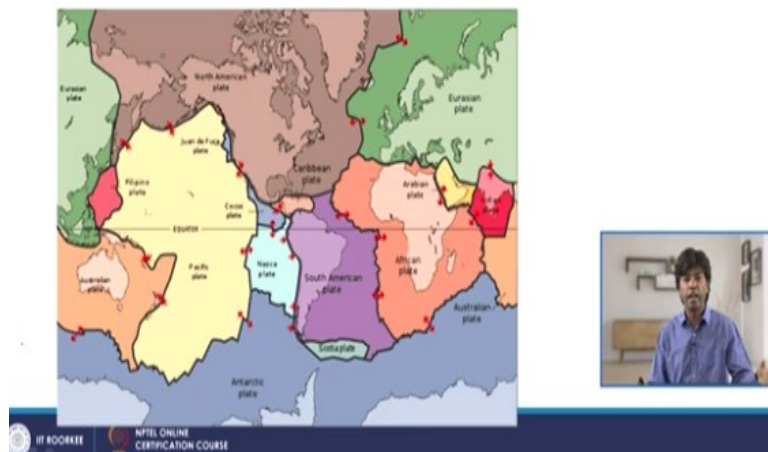 North American
plate
Eurasian
plate
Eurasian
plate
Juan de Fuca
plate
Caribbean
plate
Filipino
plate
Arabian
plate
Indian
plate
Cocos
plate
EQUATOR
Australian
plate
Pacific
plate
Nazca
plate
South American
plate
African
plate
Australian
plate
Scotia plate
Antarctic
plate
IIT ROORKEE
NPTEL ONLINE
CERTIFICATION COURSE